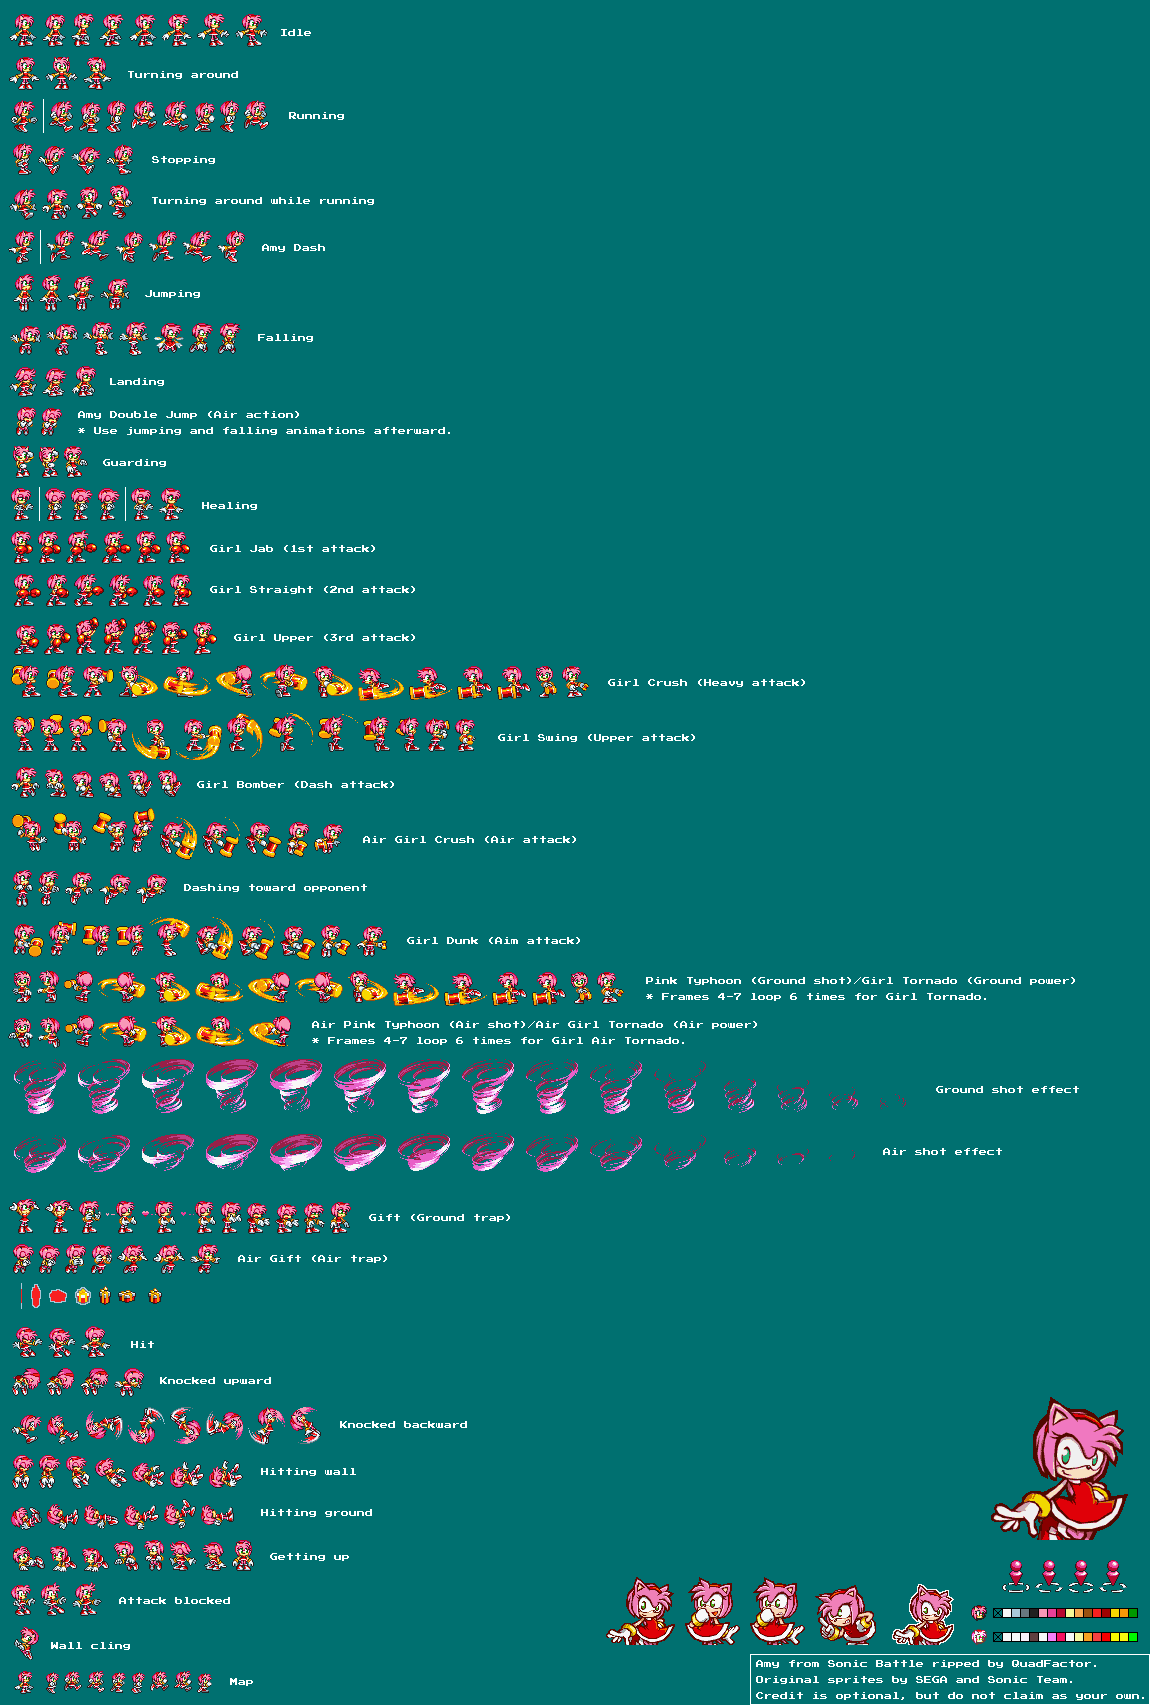 Idle
Turning around
Running
Stopping
Turning around while running
Amy Dash
Jumping
Falling
Landing
Amy Double Jump (Air action)
* Use jumping and falling animations afterward.
Guarding
Healing
Girl Jab (1st attack)
Girl Straight (2nd attack)
Girl Upper (3rd attack)
Girl Crush (Heavy attack)
Girl Swing (Upper attack)
Girl Bomber (Dash attack)
Air Girl Crush (Air attack)
Dashing toward opponent
Girl Dunk (Aim attack)
Pink Typhoon (Ground shot)/Girl Tornado (Ground power)
* Frames 4-7 loop 6 times for Girl Tornado.
Air Pink Typhoon (Air shot)/Air Girl Tornado (Air power)
* Frames 4-7 loop 6 times for Girl Air Tornado.
Ground shot effect
Air shot effect
Gift (Ground trap)
Air Gift (Air trap)
Hit
Knocked upward
Knocked backward
Hitting wall
Hitting ground
Getting up
Attack blocked
Wall cling
Map
Amy from Sonic Battle ripped by QuadFactor.
Original sprites by SEGA and Sonic Team.
Credit is optional, but do not claim as your own.